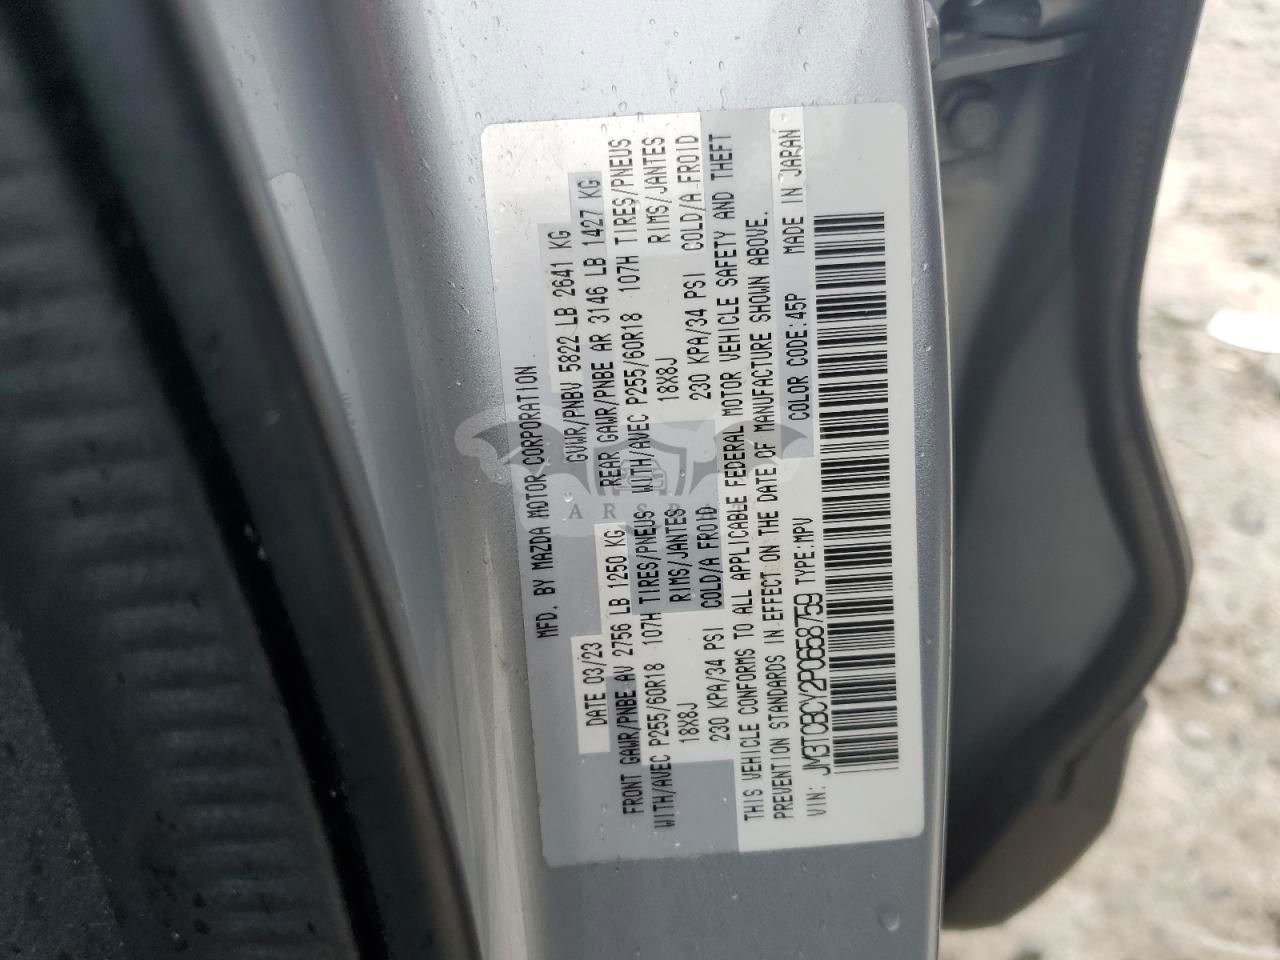 MFD. BY MAZDA MOTOR CORPORATION
DATE 03/23 GVWR/PNBV 5822 LB 2641 KG
FRONT GAWR/PNBE AV 2756 LB 1250 KG REAR GAWR/PNBE AR 3146 LB 1427 KG
WITH/AVEC P255/60R18 107H TIRES/PNEUS WITH/AVEC P255/60R18 107H TIRES/PNEUS
18X8J RIMS/JANTES 18X8J RIMS/JANTES
230 KPA/34 PSI COLD/A FROID 230 KPA/34 PSI COLD/A FROID
THIS VEHICLE CONFORMS TO ALL APPLICABLE FEDERAL MOTOR VEHICLE SAFETY AND THEFT
PREVENTION STANDARDS IN EFFECT ON THE DATE OF MANUFACTURE SHOWN ABOVE.
VIN: JM3TCBCY2P0658759 TYPE:MPV COLOR CODE:45P MADE IN JAPAN